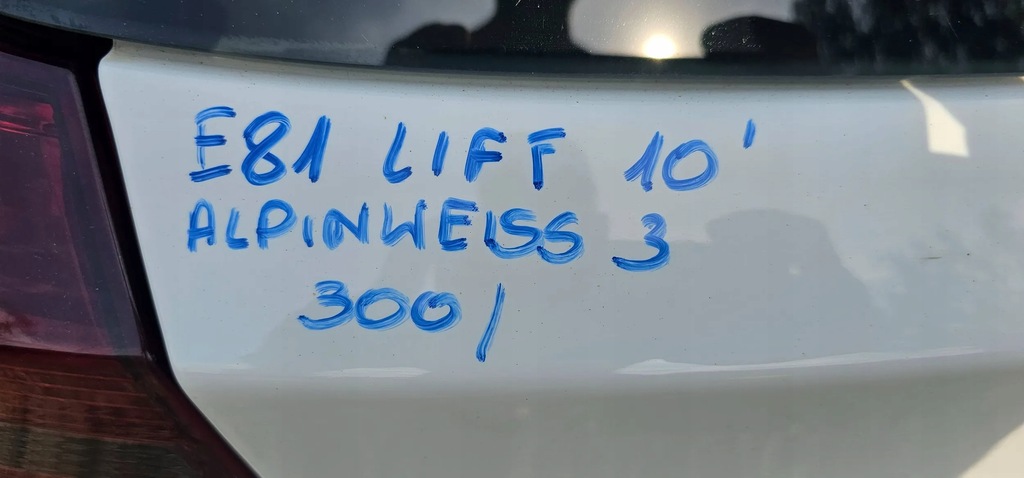 E81 LIFT 10'
ALPINWEISS 3
300/